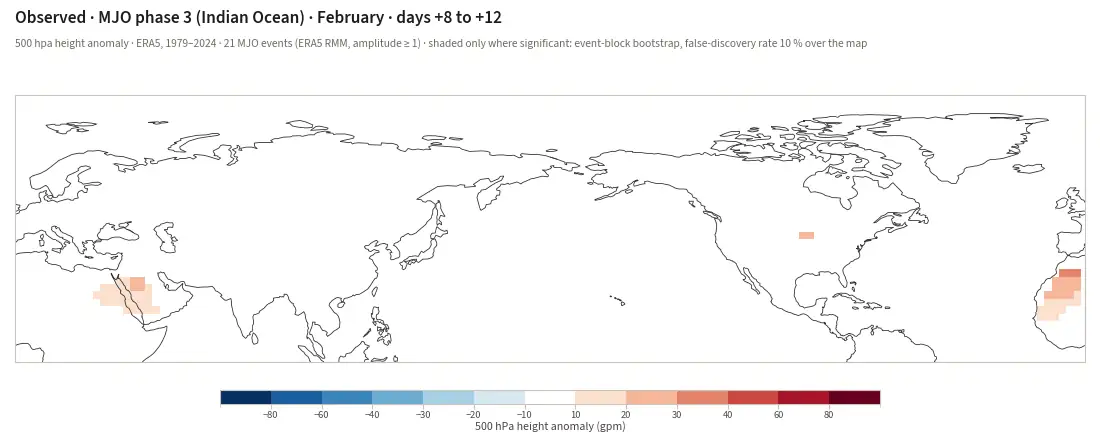 Observed · MJO phase 3 (Indian Ocean) · February · days +8 to +12
500 hpa height anomaly · ERA5, 1979–2024 · 21 MJO events (ERA5 RMM, amplitude ≥ 1) · shaded only where significant: event-block bootstrap, false-discovery rate 10 % over the map
−80 −60 −40 −30 −20 −10 10 20 30 40 60 80
500 hPa height anomaly (gpm)